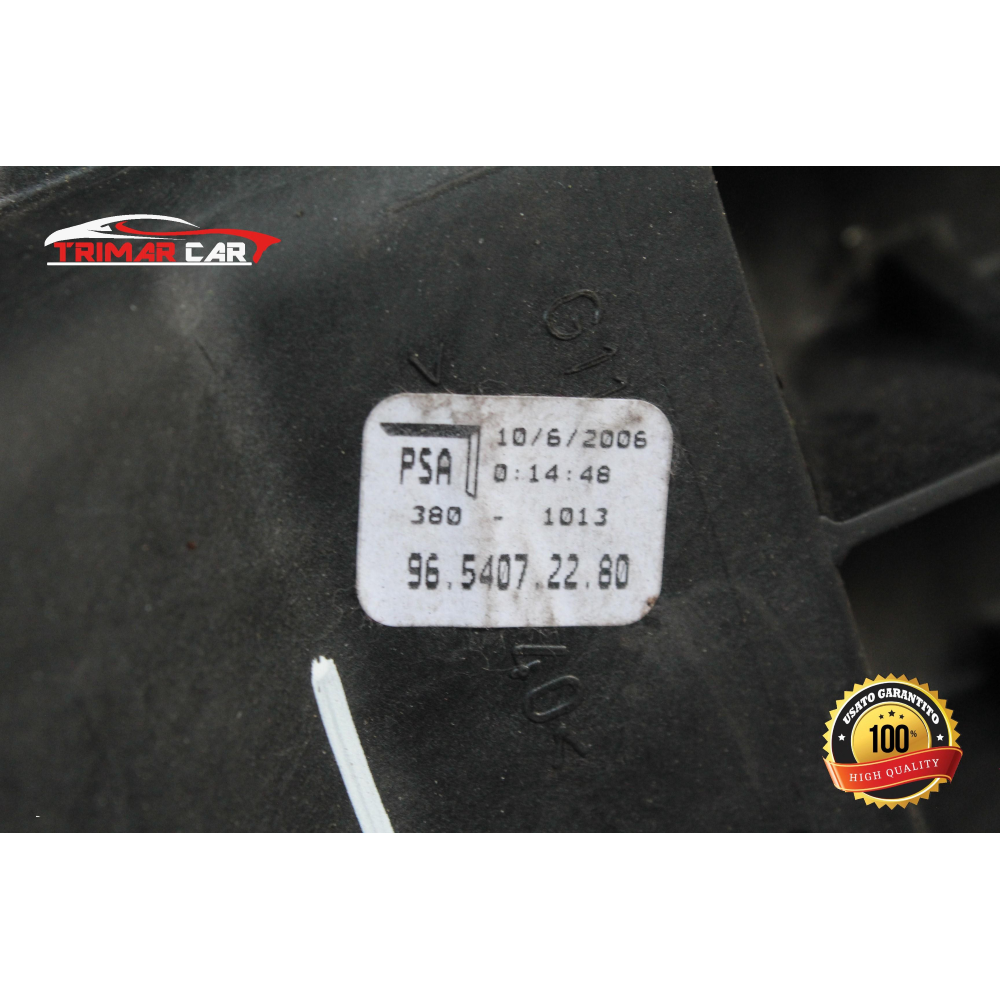 TRIMAR CAR
10/6/2006
PSA
0:14:48
380 - 1013
96.5407.22.80
USATO GARANTITO
100%
HIGH QUALITY